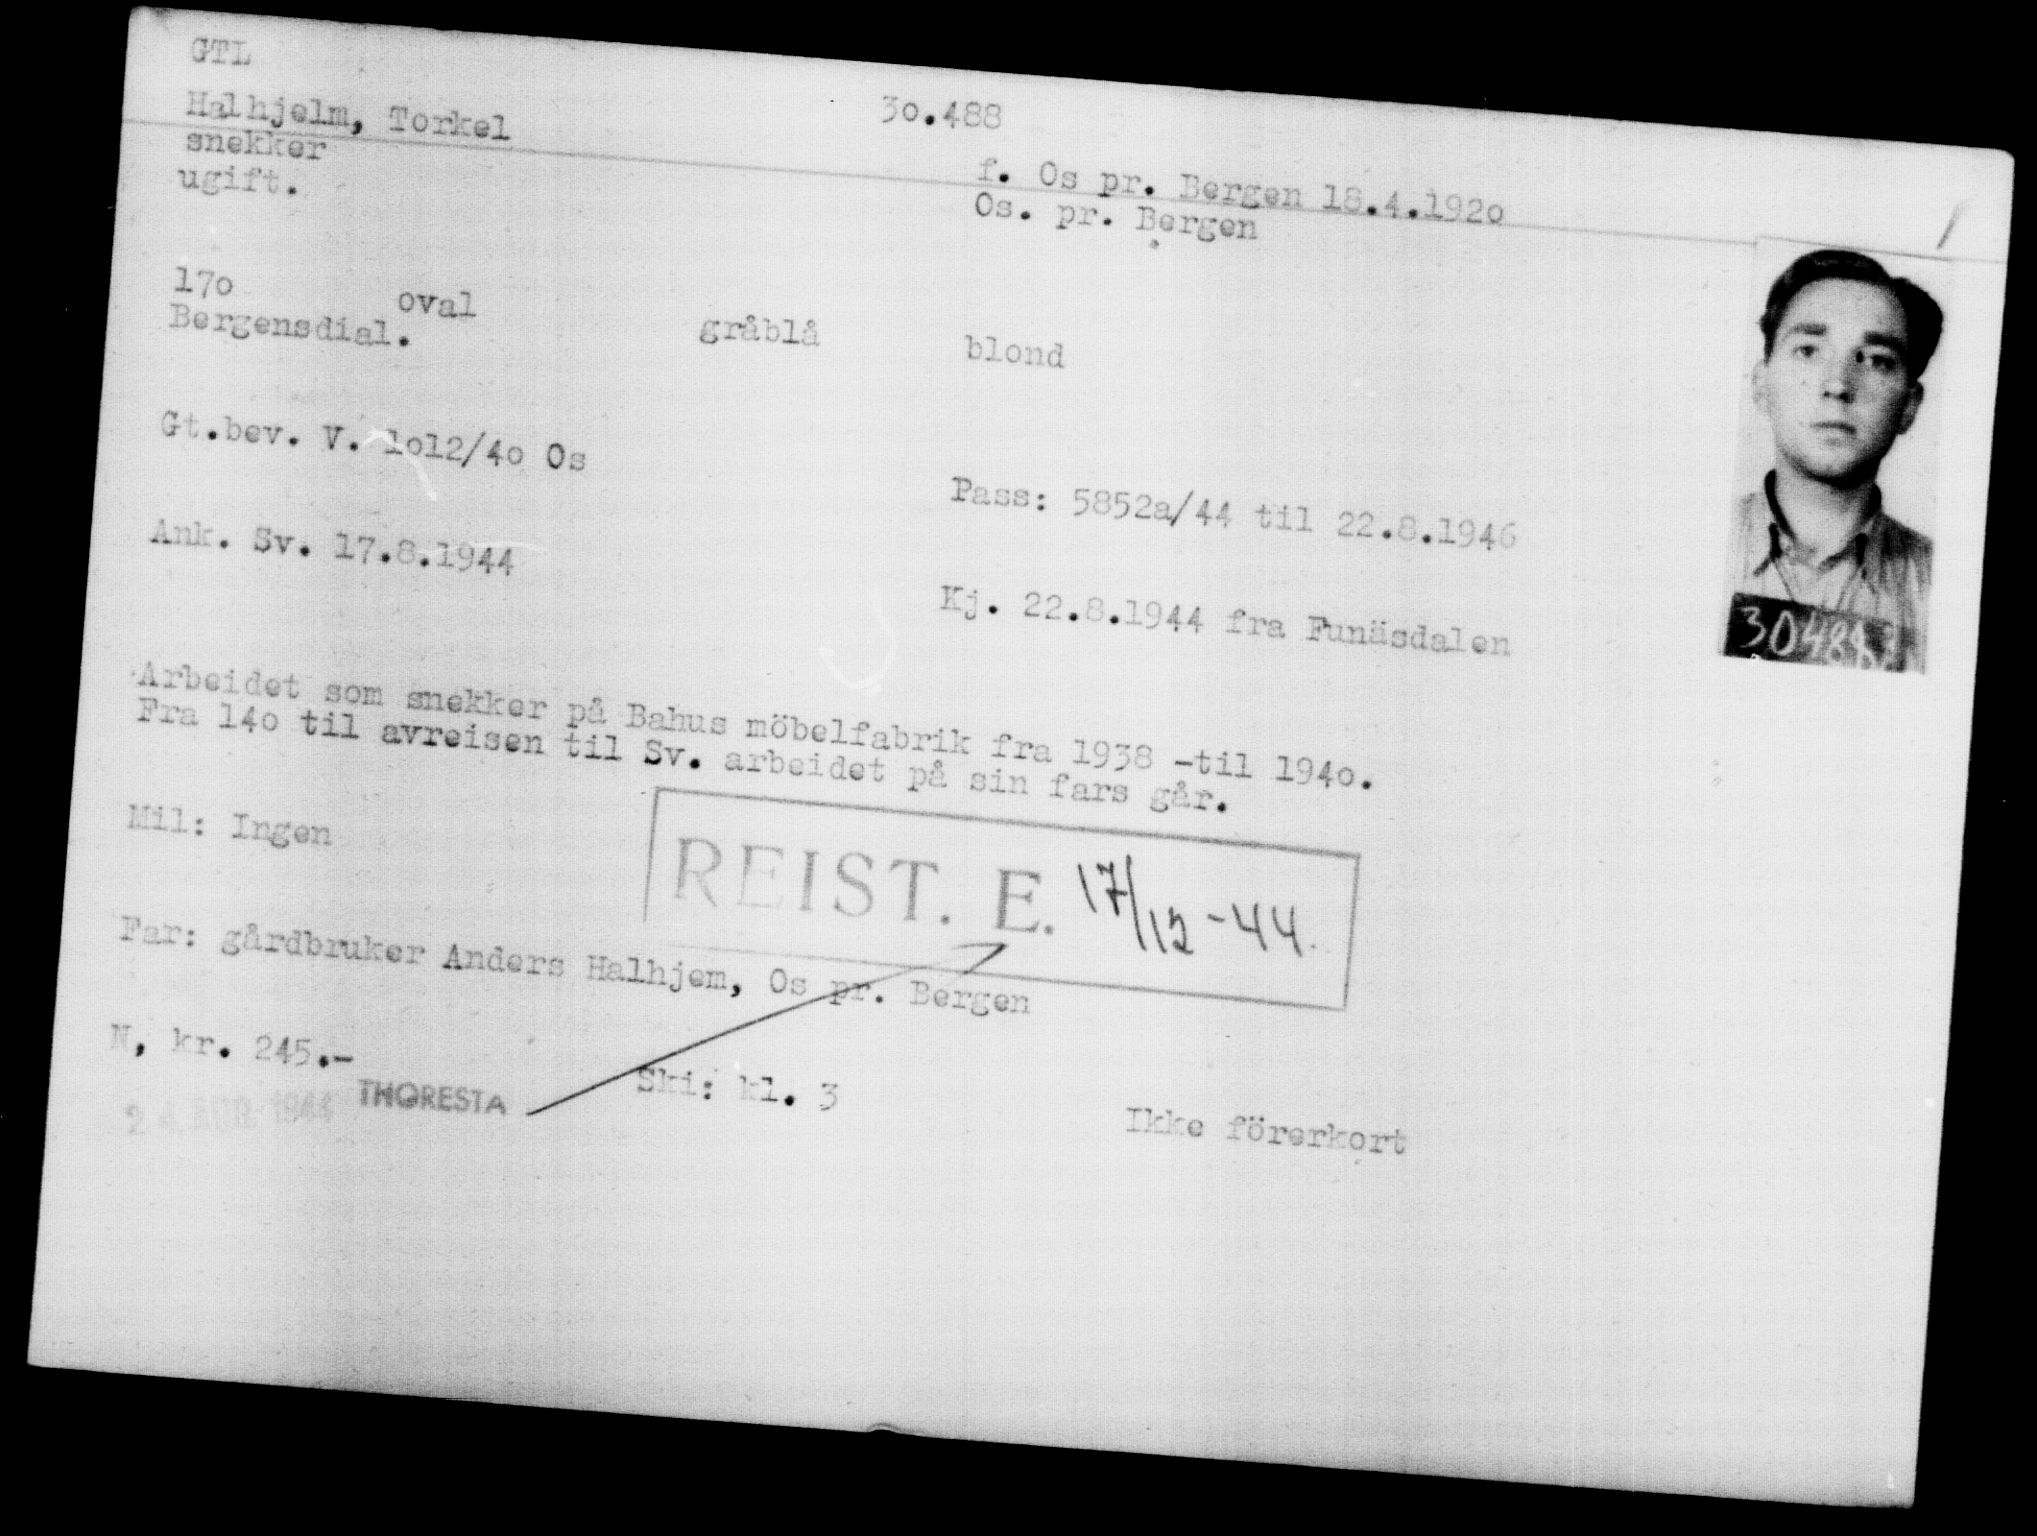 GTL
Halhjelm, Torkel 30.488
snekker f. Os pr. Bergen 18.4.1920
ugift. Os. pr. Bergen
170 oval gråblå blond
Bergensdial.
Gt.bev. V. 1012/40 Os Pass: 5852a/44 til 22.8.1946
Ank. Sv. 17.8.1944 Kj. 22.8.1944 fra Funäsdalen
30488
Arbeidet som snekker på Bahus möbelfabrik fra 1938 -til 1940.
Fra 140 til avreisen til Sv. arbeidet på sin fars går.
Mil: Ingen
REIST. E. 17/12-44.
Far: gårdbruker Anders Halhjem, Os pr. Bergen
N, kr. 245.- Ski: kl. 3 Ikke förerkort
24 AUG 1944 THORESTA